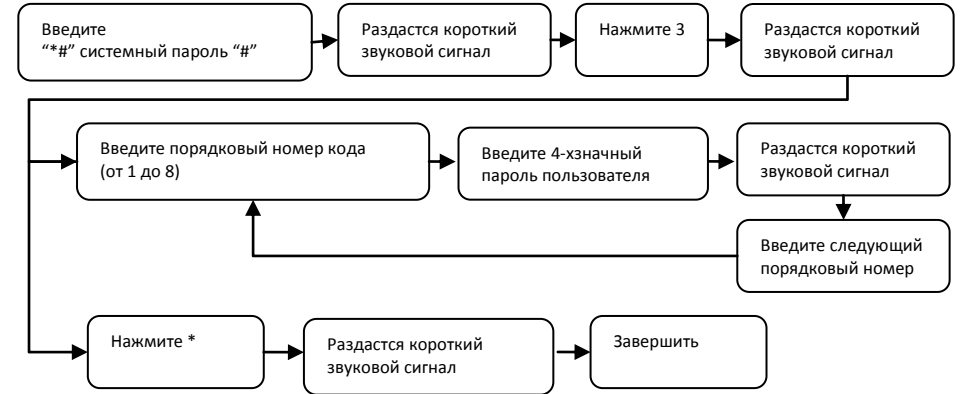 Введите
“*#” системный пароль “#”
Раздастся короткий
звуковой сигнал
Нажмите 3
Раздастся короткий
звуковой сигнал
Введите порядковый номер кода
(от 1 до 8)
Введите 4-хзначный
пароль пользователя
Раздастся короткий
звуковой сигнал
Введите следующий
порядковый номер
Нажмите *
Раздастся короткий
звуковой сигнал
Завершить